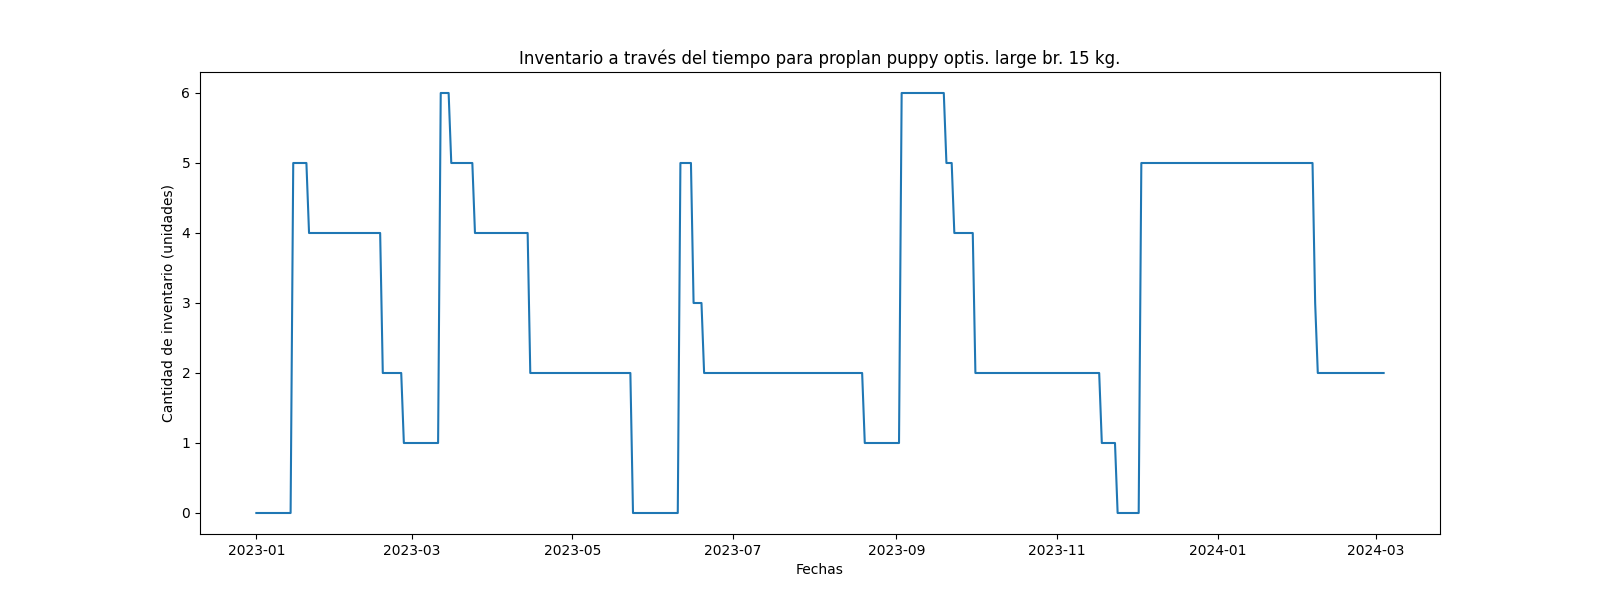 Inventario a través del tiempo para proplan puppy optis. large br. 15 kg.
Cantidad de inventario (unidades)
6
5
4
3
2
1
0
2023-01 2023-03 2023-05 2023-07 2023-09 2023-11 2024-01 2024-03
Fechas